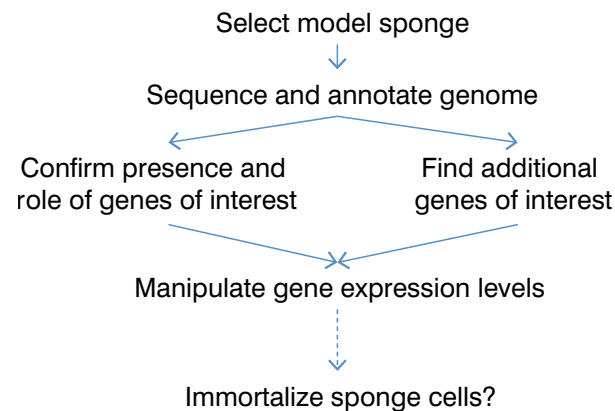 Select model sponge
Sequence and annotate genome
Confirm presence and
role of genes of interest
Find additional
genes of interest
Manipulate gene expression levels
Immortalize sponge cells?